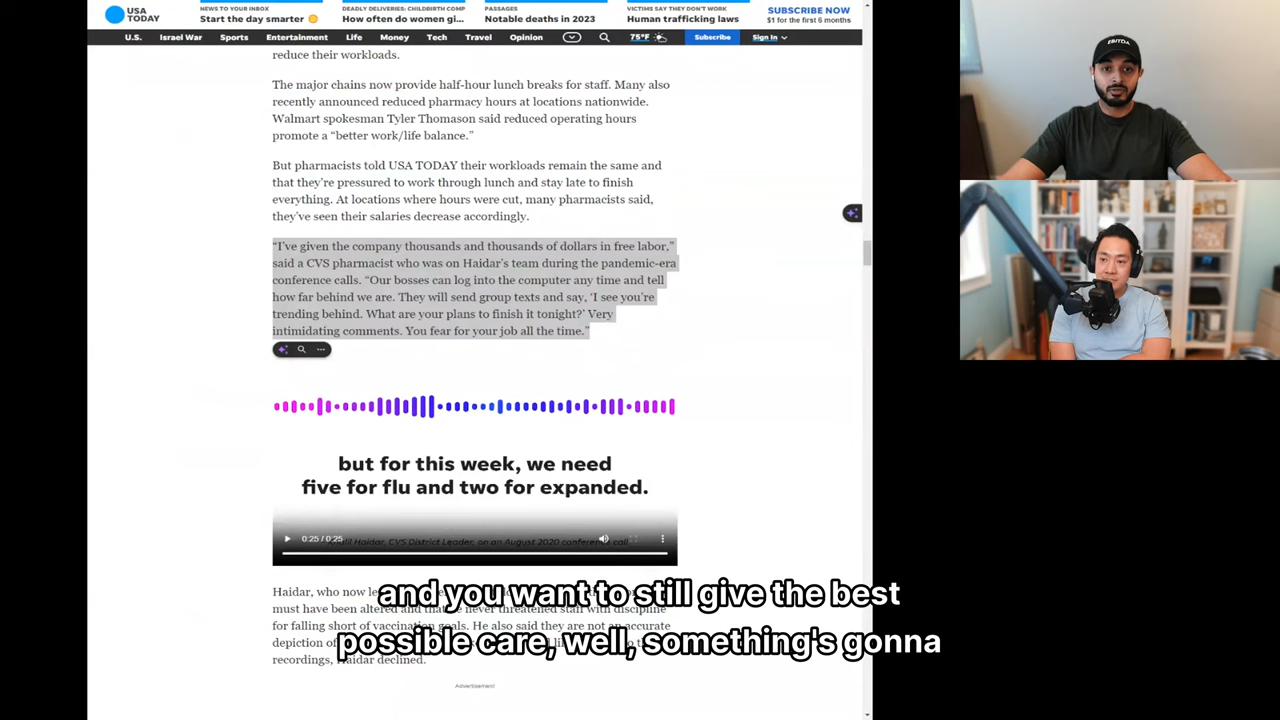 USA
TODAY
NEWS TO YOUR INBOX
Start the day smarter
DEADLY DELIVERIES: CHILDBIRTH COMP
How often do women gi...
PASSAGES
Notable deaths in 2023
VICTIMS SAY THEY DON'T WORK
Human trafficking laws
SUBSCRIBE NOW
$1 for the first 6 months
U.S. Israel War Sports Entertainment Life Money Tech Travel Opinion 75°F Subscribe Sign In
EBITDA
reduce their workloads.
The major chains now provide half-hour lunch breaks for staff. Many also
recently announced reduced pharmacy hours at locations nationwide.
Walmart spokesman Tyler Thomason said reduced operating hours
promote a “better work/life balance.”
But pharmacists told USA TODAY their workloads remain the same and
that they’re pressured to work through lunch and stay late to finish
everything. At locations where hours were cut, many pharmacists said,
they’ve seen their salaries decrease accordingly.
“I’ve given the company thousands and thousands of dollars in free labor,”
said a CVS pharmacist who was on Haidar’s team during the pandemic-era
conference calls. “Our bosses can log into the computer any time and tell
how far behind we are. They will send group texts and say, ‘I see you’re
trending behind. What are your plans to finish it tonight?’ Very
intimidating comments. You fear for your job all the time.”
but for this week, we need
five for flu and two for expanded.
0:25 / 0:25
Haidar, CVS District Leader, on an August 2020 conference call
Haidar, who now le
must have been altered and that he never threatened staff with discipline
for falling short of vaccination goals. He also said they are not an accurate
depiction of
recordings, Haidar declined.
and you want to still give the best
possible care, well, something's gonna
Advertisement